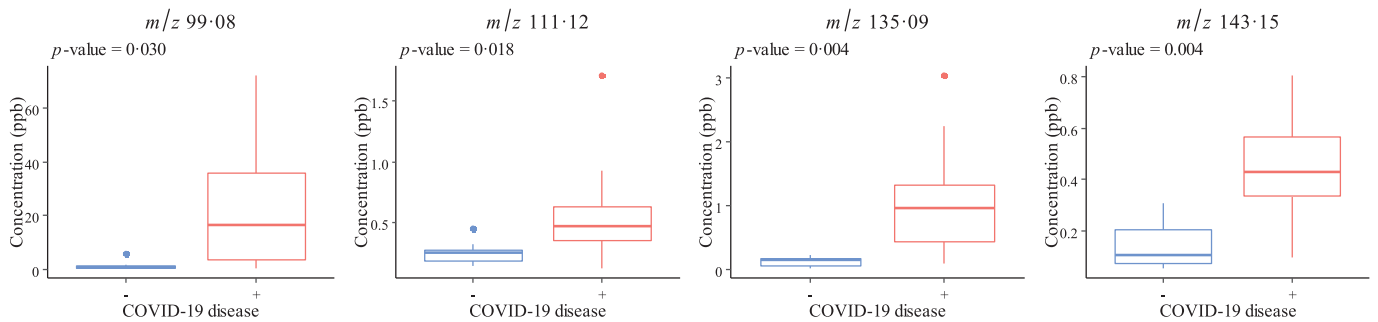 m/z 99·08
p-value = 0·030
Concentration (ppb)
60
40
20
0
- +
COVID-19 disease
m/z 111·12
p-value = 0·018
Concentration (ppb)
1.5
1.0
0.5
- +
COVID-19 disease
m/z 135·09
p-value = 0·004
Concentration (ppb)
3
2
1
0
- +
COVID-19 disease
m/z 143·15
p-value = 0.004
Concentration (ppb)
0.8
0.6
0.4
0.2
- +
COVID-19 disease